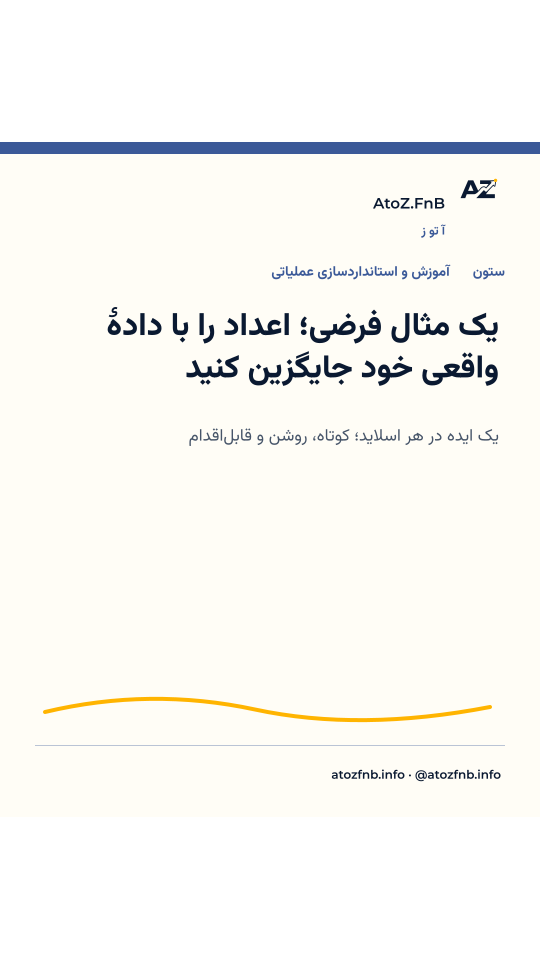 AZ
AtoZ.FnB
آ تو ز
ستون آموزش و استانداردسازی عملیاتی
یک مثال فرضی؛ اعداد را با دادهٔ
واقعی خود جایگزین کنید
یک ایده در هر اسلاید؛ کوتاه، روشن و قابل‌اقدام
atozfnb.info · @atozfnb.info